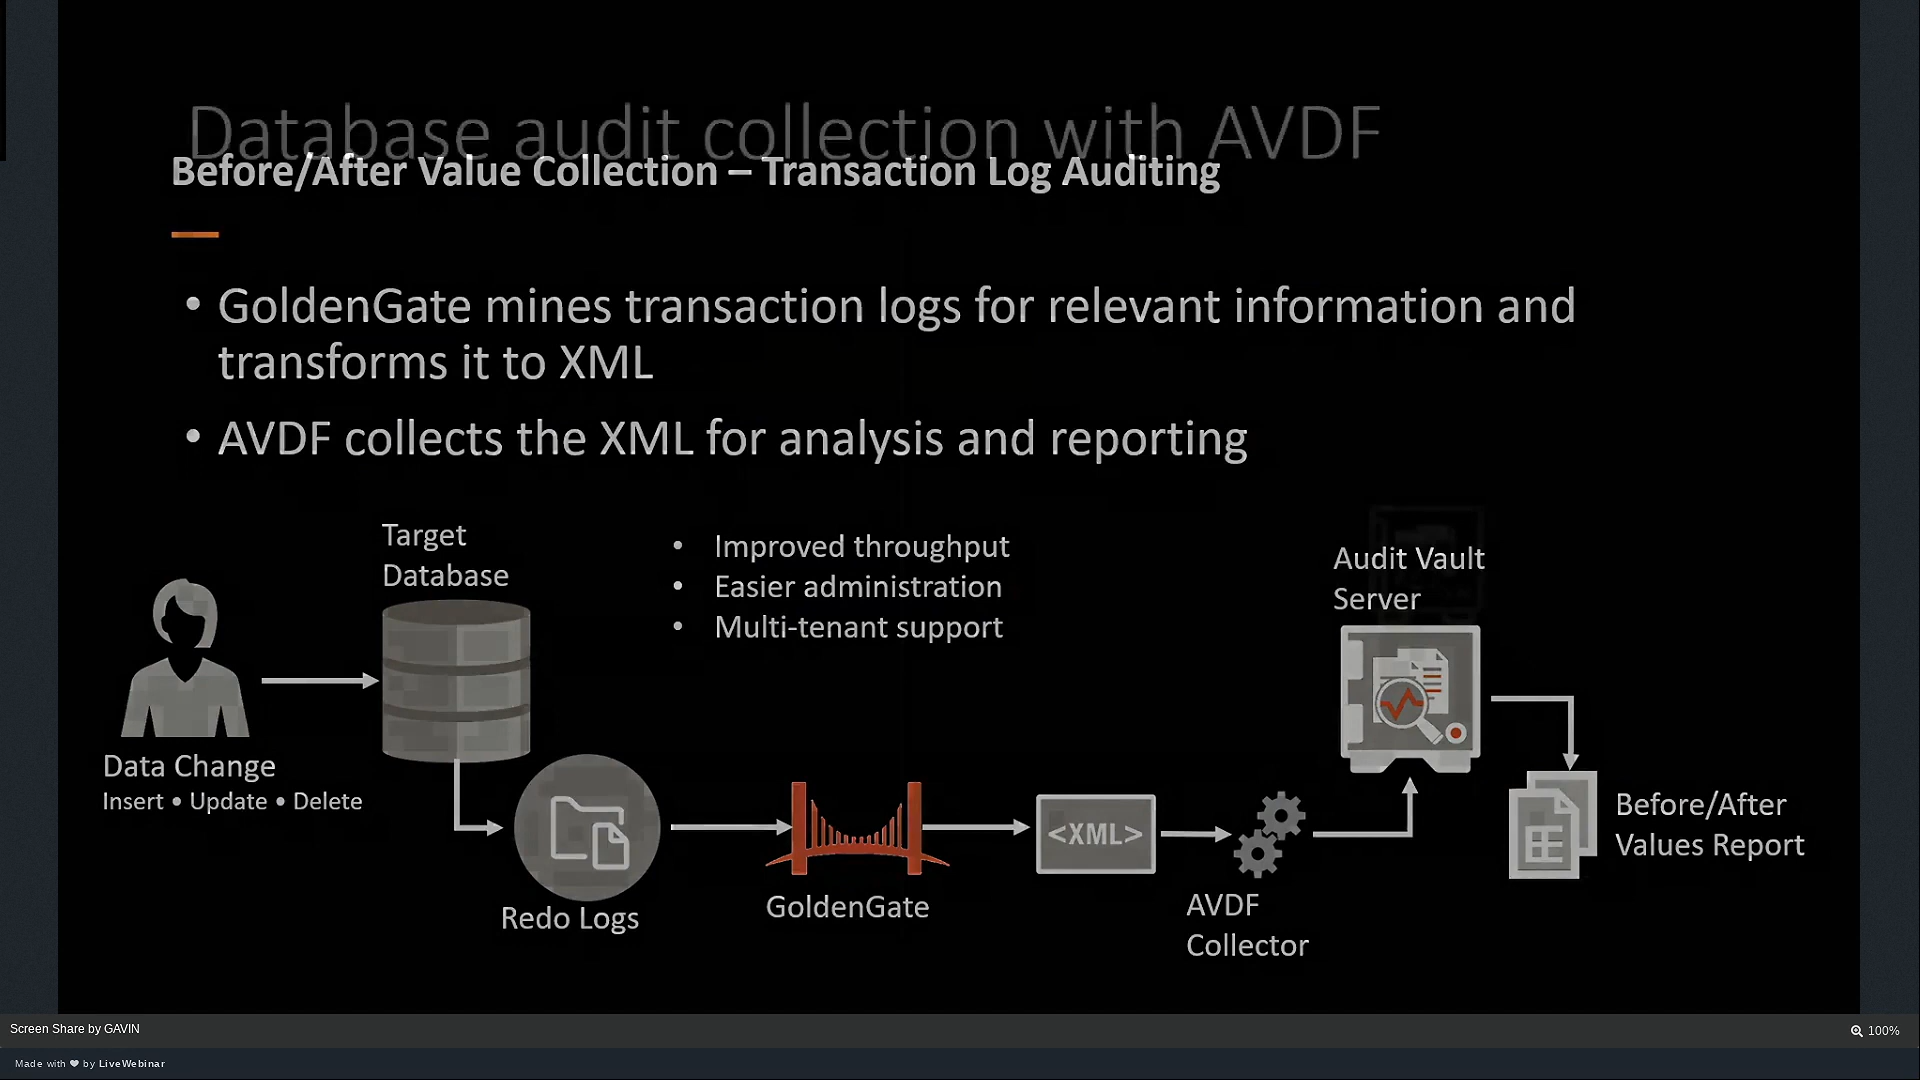 Database audit collection with AVDF
Before/After Value Collection – Transaction Log Auditing
• GoldenGate mines transaction logs for relevant information and
transforms it to XML
• AVDF collects the XML for analysis and reporting
Target
Database
• Improved throughput
• Easier administration
• Multi-tenant support
Audit Vault
Server
Data Change
Insert • Update • Delete
<XML>
Before/After
Values Report
Redo Logs
GoldenGate
AVDF
Collector
Screen Share by GAVIN
100%
Made with ❤ by LiveWebinar